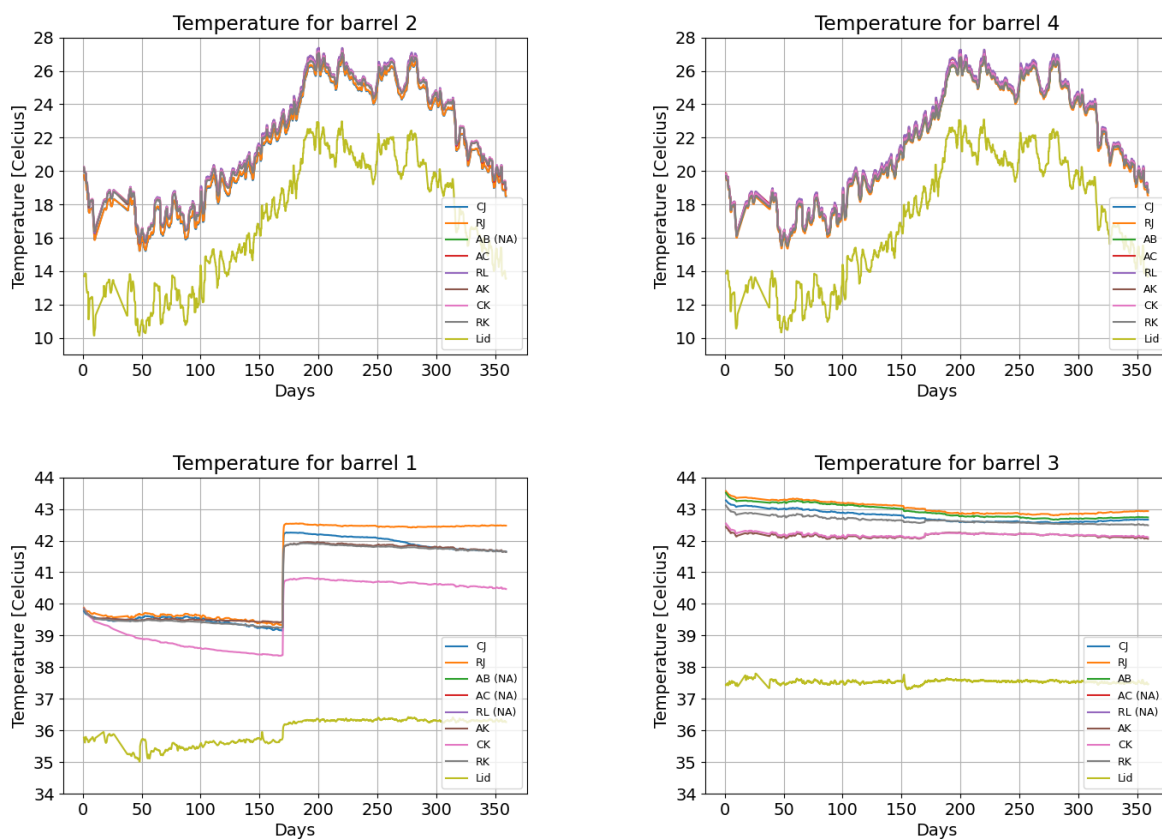 Temperature for barrel 2
Temperature [Celcius]
28
26
24
22
20
18
16
14
12
10
CJ
RJ
AB (NA)
AC
RL
AK
CK
RK
Lid
0 50 100 150 200 250 300 350
Days
Temperature for barrel 4
Temperature [Celcius]
28
26
24
22
20
18
16
14
12
10
CJ
RJ
AB
AC
RL
AK
CK
RK
Lid
0 50 100 150 200 250 300 350
Days
Temperature for barrel 1
Temperature [Celcius]
44
43
42
41
40
39
38
37
36
35
34
CJ
RJ
AB (NA)
AC (NA)
RL (NA)
AK
CK
RK
Lid
0 50 100 150 200 250 300 350
Days
Temperature for barrel 3
Temperature [Celcius]
44
43
42
41
40
39
38
37
36
35
34
CJ
RJ
AB
AC (NA)
RL (NA)
AK
CK
RK
Lid
0 50 100 150 200 250 300 350
Days